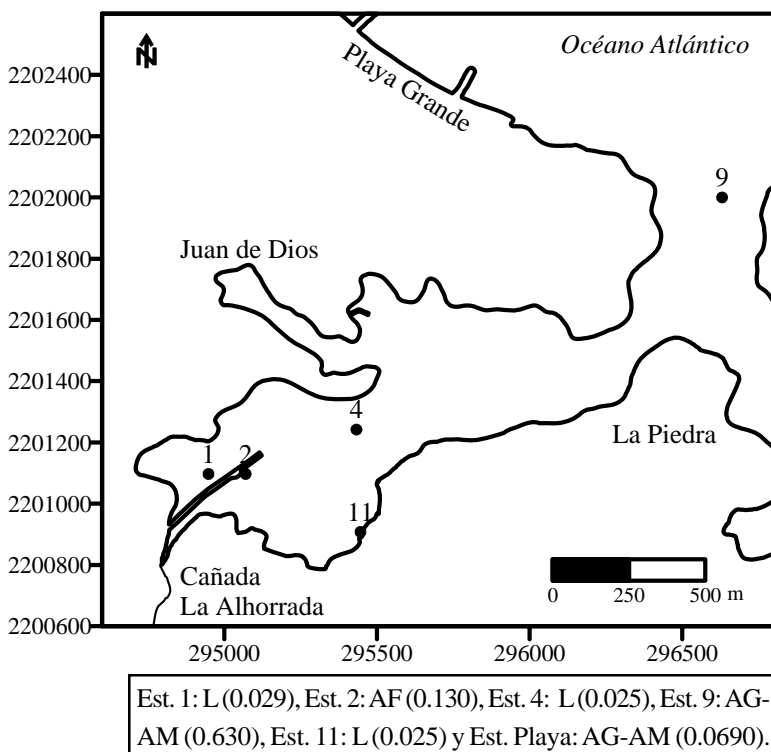 N
Océano Atlántico
Playa Grande
2202400
2202200
9
2202000
Juan de Dios
2201800
2201600
2201400
4
2201200
La Piedra
1
2
2201000
11
2200800
Cañada
La Alhorrada
0
250
500 m
2200600
295000
295500
296000
296500
Est. 1: L (0.029), Est. 2: AF (0.130), Est. 4: L (0.025), Est. 9: AG-
AM (0.630), Est. 11: L (0.025) y Est. Playa: AG-AM (0.0690).